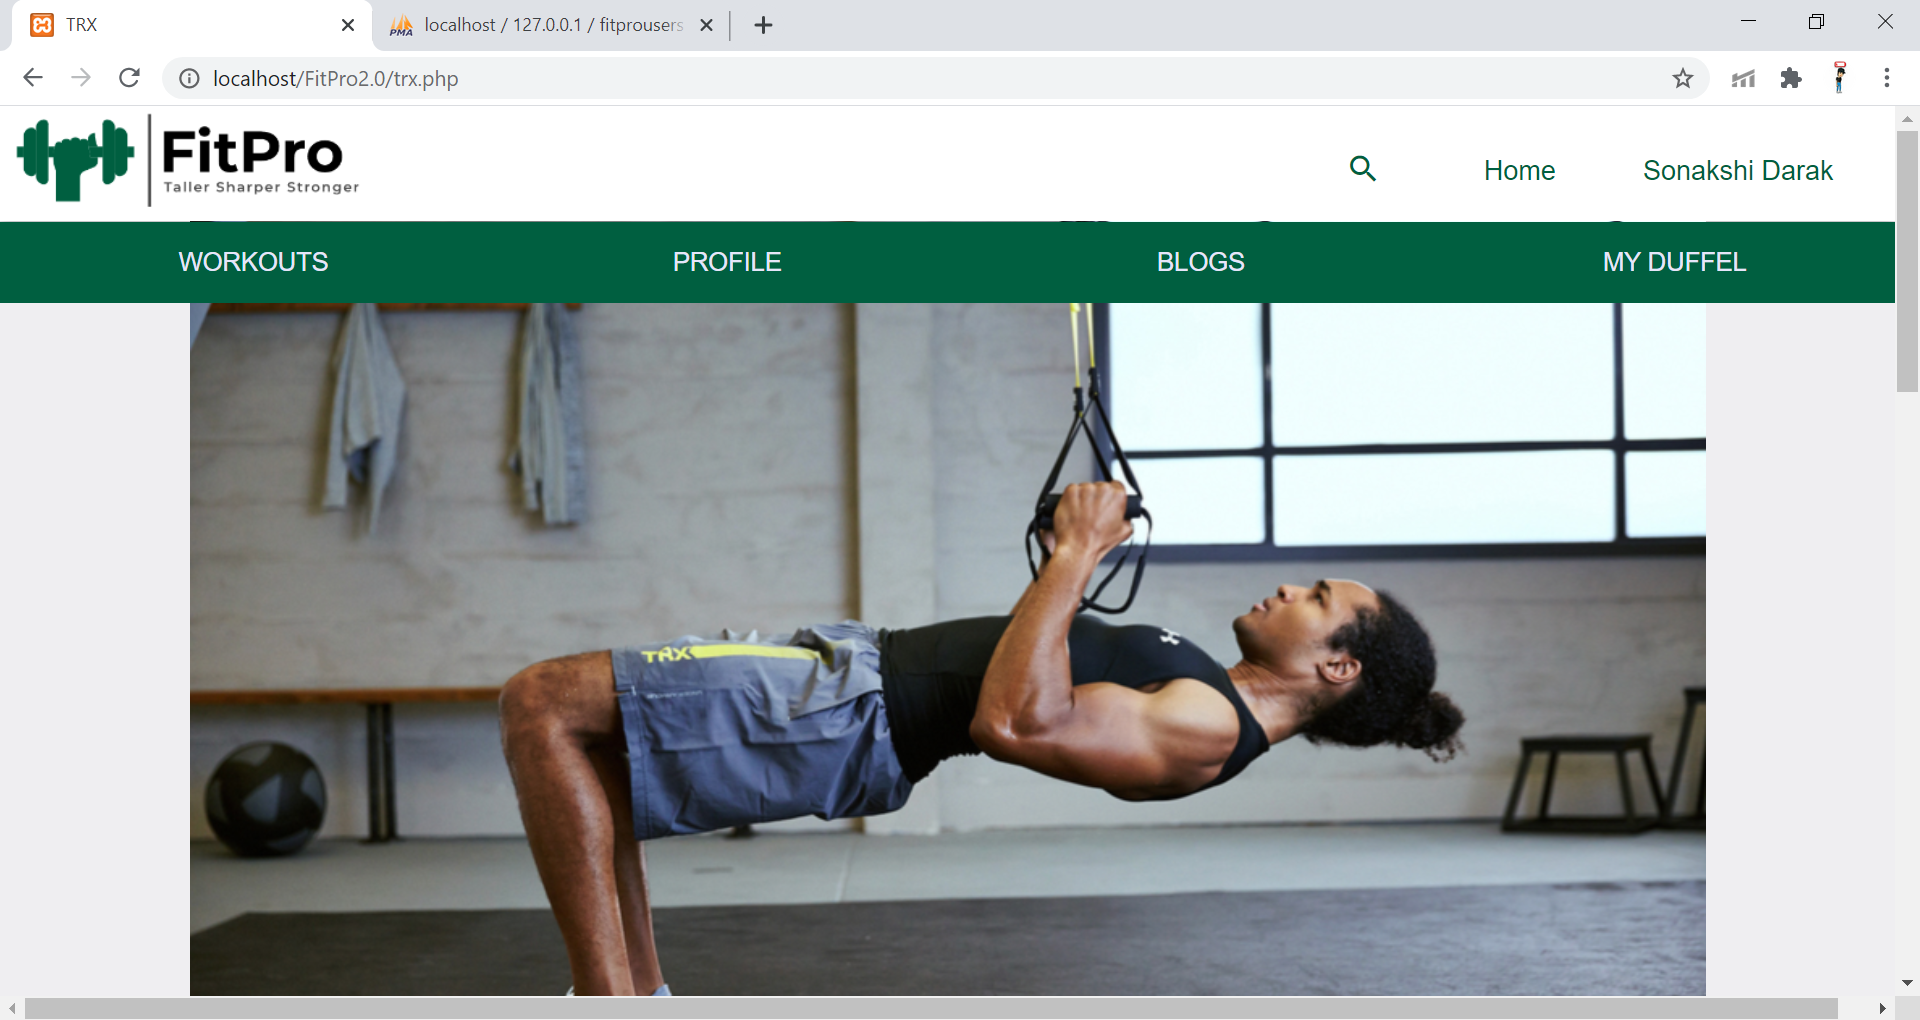 TRX
localhost / 127.0.0.1 / fitprousers
PMA
localhost/FitPro2.0/trx.php
FitPro
Taller Sharper Stronger
Home
Sonakshi Darak
WORKOUTS
PROFILE
BLOGS
MY DUFFEL
TRX